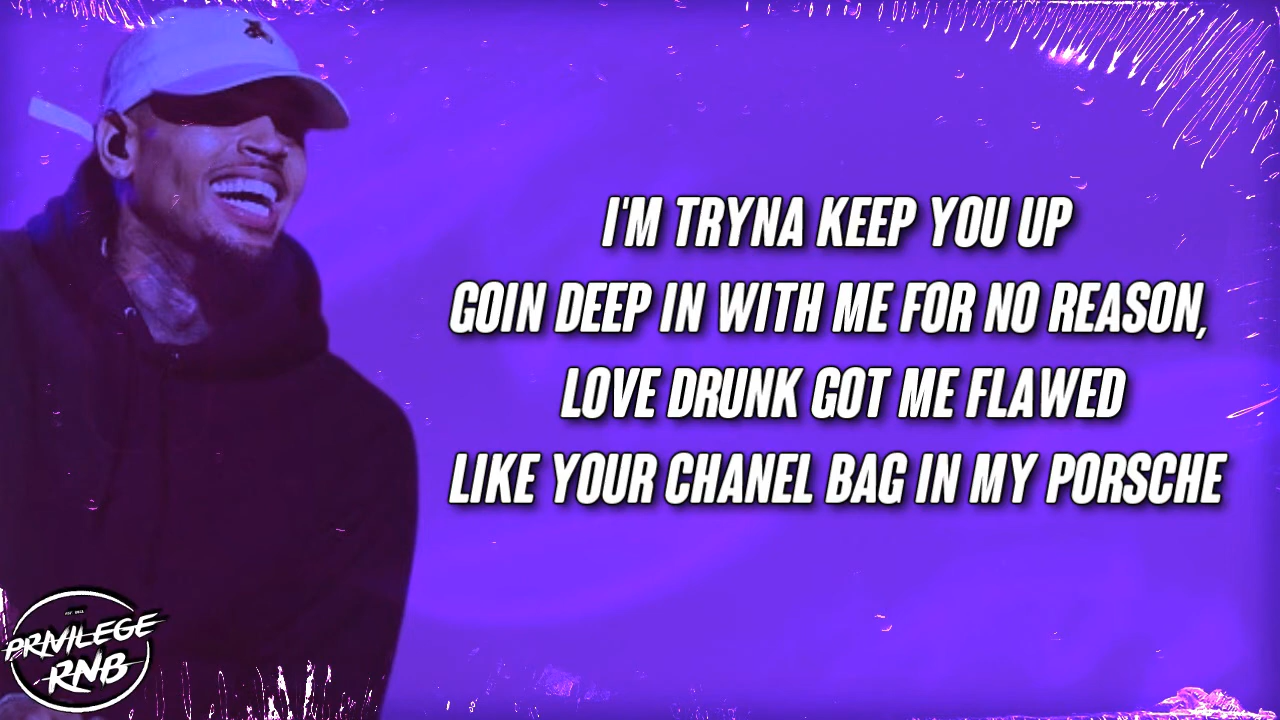 I'M TRYNA KEEP YOU UP
GOIN DEEP IN WITH ME FOR NO REASON,
LOVE DRUNK GOT ME FLAWED
LIKE YOUR CHANEL BAG IN MY PORSCHE
PRIVILEGE
RNB